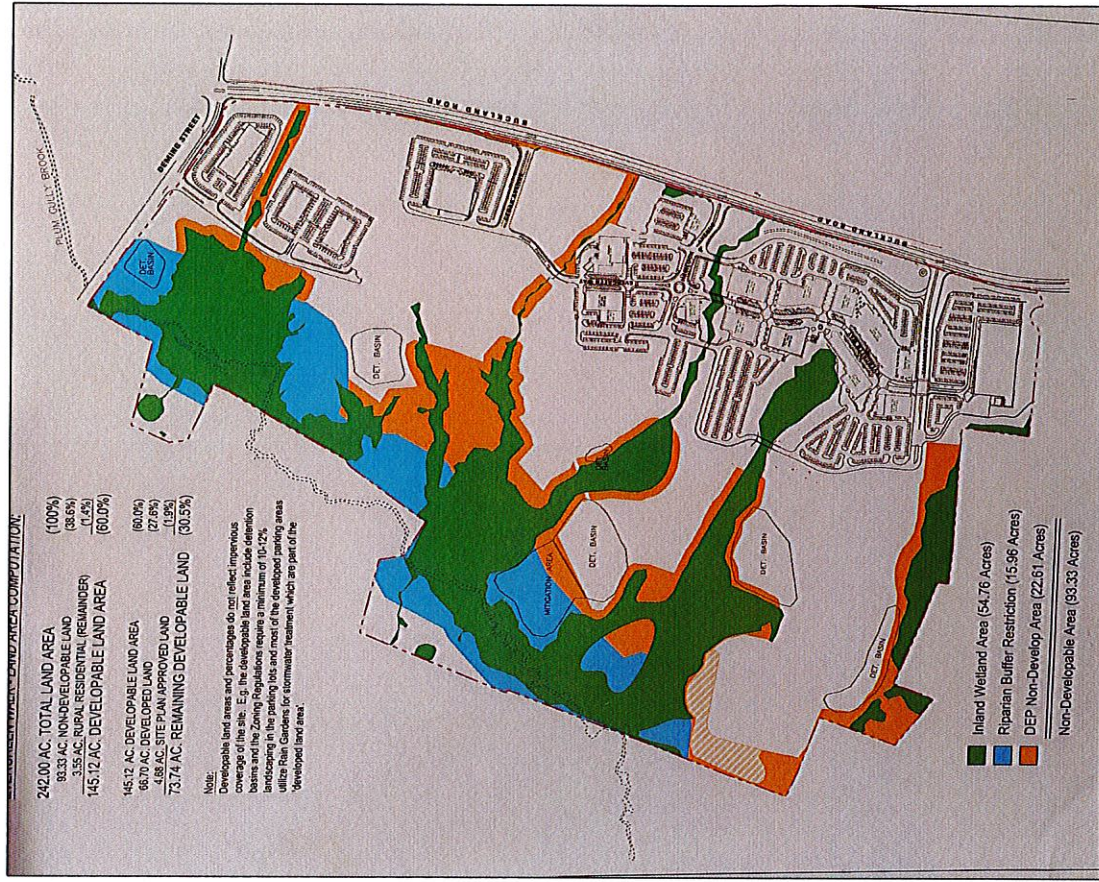 EVERGREEN WALK - LAND AREA COMPUTATION:
242.00 AC. TOTAL LAND AREA (100%)
93.33 AC. NON-DEVELOPABLE LAND (38.6%)
3.55 AC. RURAL RESIDENTIAL (REMAINDER) (1.4%)
145.12 AC. DEVELOPABLE LAND AREA (60.0%)
145.12 AC. DEVELOPABLE LAND AREA (60.0%)
66.70 AC. DEVELOPED LAND (27.6%)
4.68 AC. SITE PLAN APPROVED LAND (1.9%)
73.74 AC. REMAINING DEVELOPABLE LAND (30.5%)
Note:
Developable land areas and percentages do not reflect impervious
coverage of the site. E.g. the developable land area include detention
basins and the Zoning Regulations require a minimum of 10-12%
landscaping in the parking lots and most of the developed parking areas
utilize Rain Gardens for stormwater treatment which are part of the
'developed land area'.
PLUM GULLY BROOK
DEMING STREET
BUCKLAND ROAD
BUCKLAND ROAD
DET. BASIN
DET. BASIN
DET. BASIN
MITIGATION AREA
DET. BASIN
DET. BASIN
DET. BASIN
Inland Wetland Area (54.76 Acres)
Riparian Buffer Restriction (15.96 Acres)
DEP Non-Develop Area (22.61 Acres)
Non-Developable Area (93.33 Acres)